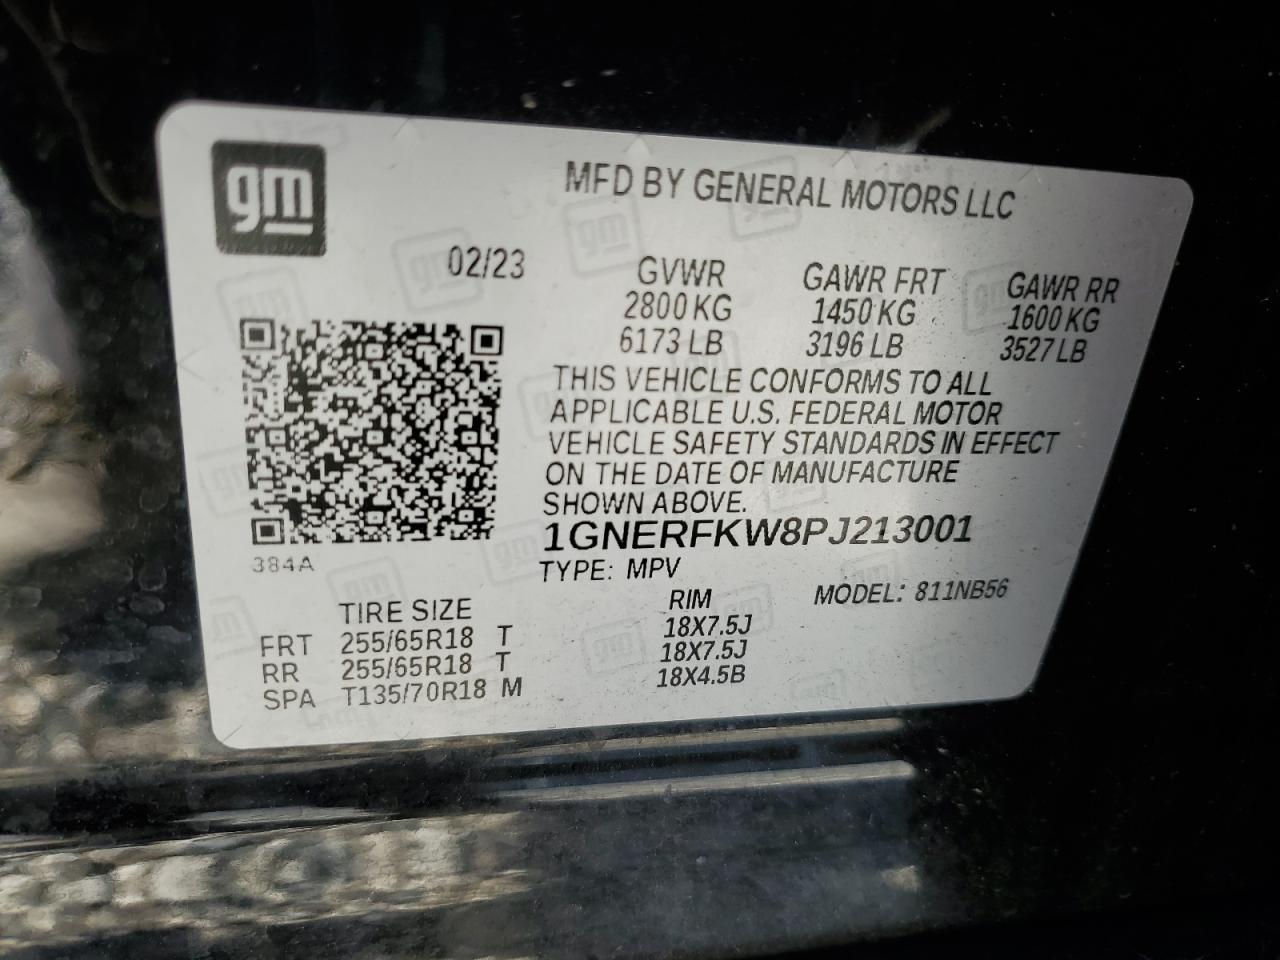 gm
MFD BY GENERAL MOTORS LLC
02/23
GVWR GAWR FRT GAWR RR
2800 KG 1450 KG 1600 KG
6173 LB 3196 LB 3527 LB
THIS VEHICLE CONFORMS TO ALL
APPLICABLE U.S. FEDERAL MOTOR
VEHICLE SAFETY STANDARDS IN EFFECT
ON THE DATE OF MANUFACTURE
SHOWN ABOVE.
1GNERFKW8PJ213001
384A
TYPE: MPV MODEL: 811NB56
TIRE SIZE RIM
FRT 255/65R18 T 18X7.5J
RR 255/65R18 T 18X7.5J
SPA T135/70R18 M 18X4.5B